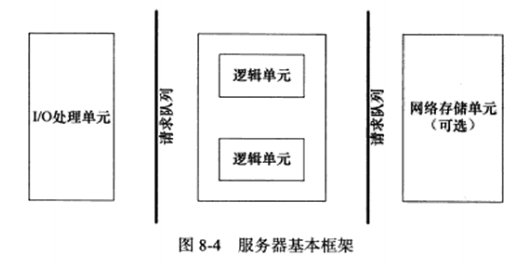 I/O处理单元
请求队列
逻辑单元
逻辑单元
请求队列
网络存储单元
（可选）
图 8-4 服务器基本框架